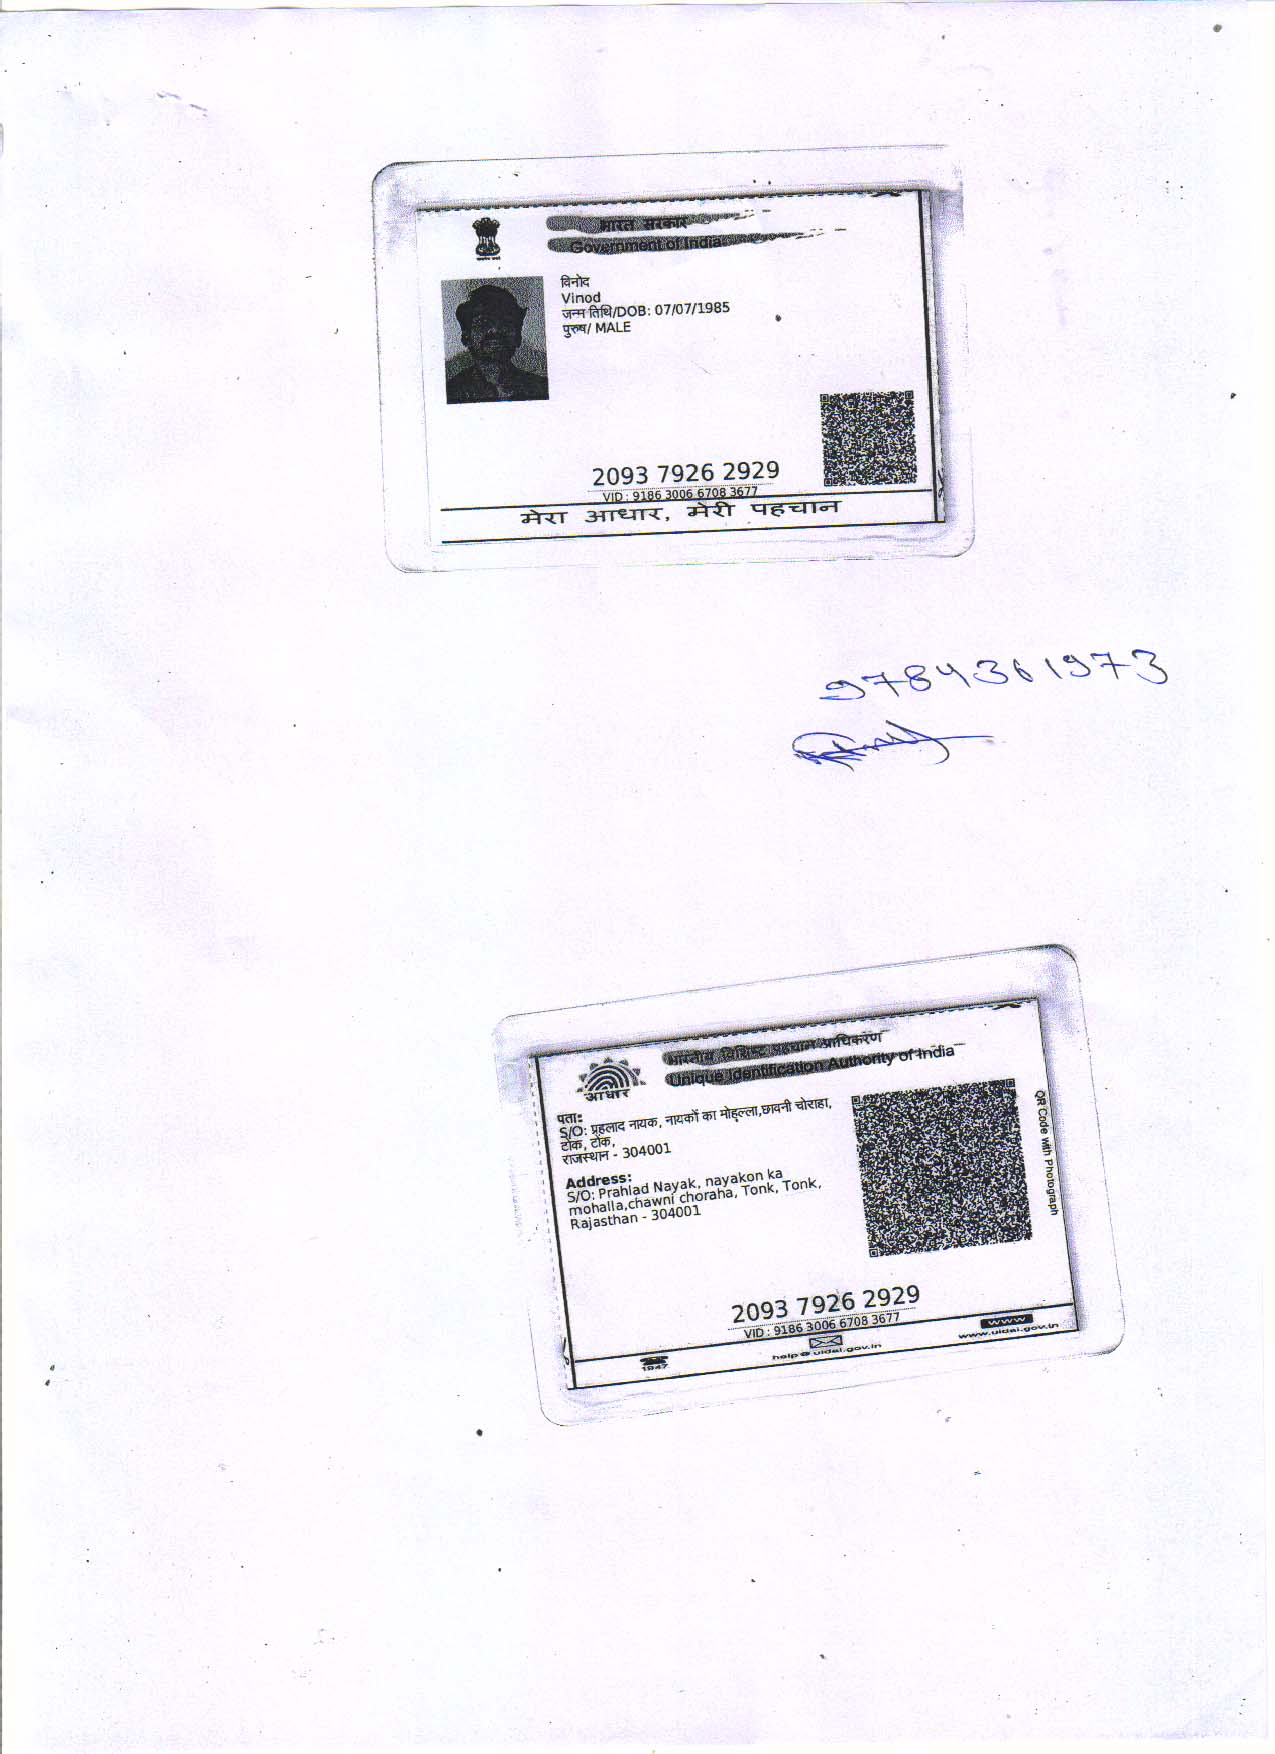 भारत सरकार
Government of India
विनोद
Vinod
जन्म तिथि/DOB: 07/07/1985
पुरुष/ MALE
2093 7926 2929
VID : 9186 3006 6708 3677
मेरा आधार, मेरी पहचान
9784361973
भारतीय विशिष्ट पहचान प्राधिकरण
Unique Identification Authority of India
आधार
पता:
S/O: प्रहलाद नायक, नायकों का मोहल्ला,छावनी चोराहा,
टोंक, टोंक,
राजस्थान - 304001
Address:
S/O: Prahlad Nayak, nayakon ka
mohalla,chawni choraha, Tonk, Tonk,
Rajasthan - 304001
QR Code with Photograph
2093 7926 2929
VID : 9186 3006 6708 3677
1947
help@uidai.gov.in
www
www.uidai.gov.in